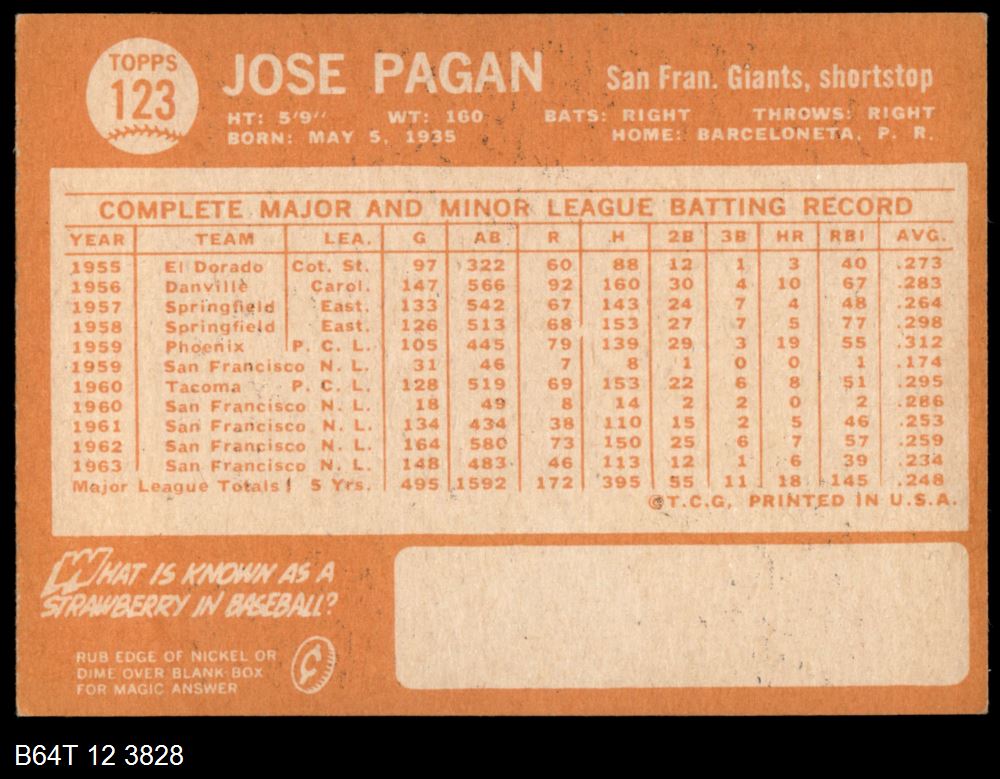 TOPPS
123
JOSE PAGAN
San Fran. Giants, shortstop
HT: 5'9" WT: 160 BATS: RIGHT THROWS: RIGHT
BORN: MAY 5, 1935 HOME: BARCELONETA, P. R.
COMPLETE MAJOR AND MINOR LEAGUE BATTING RECORD
YEAR TEAM LEA. G AB R H 2B 3B HR RBI AVG.
1955 El Dorado Cot. St. 97 322 60 88 12 1 3 40 .273
1956 Danville Carol. 147 566 92 160 30 4 10 67 .283
1957 Springfield East. 133 542 67 143 24 7 4 48 .264
1958 Springfield East. 126 513 68 153 27 7 5 77 .298
1959 Phoenix P. C. L. 105 445 79 139 29 3 19 55 .312
1959 San Francisco N. L. 31 46 7 8 1 0 0 1 .174
1960 Tacoma P. C. L. 128 519 69 153 22 6 8 51 .295
1960 San Francisco N. L. 18 49 8 14 2 2 0 2 .286
1961 San Francisco N. L. 134 434 38 110 15 2 5 46 .253
1962 San Francisco N. L. 164 580 73 150 25 6 7 57 .259
1963 San Francisco N. L. 148 483 46 113 12 1 6 39 .234
Major League Totals 5 Yrs. 495 1592 172 395 55 11 18 145 .248
©T.C.G. PRINTED IN U.S.A.
WHAT IS KNOWN AS A
STRAWBERRY IN BASEBALL?
RUB EDGE OF NICKEL OR
DIME OVER BLANK BOX
FOR MAGIC ANSWER
¢
B64T 12 3828